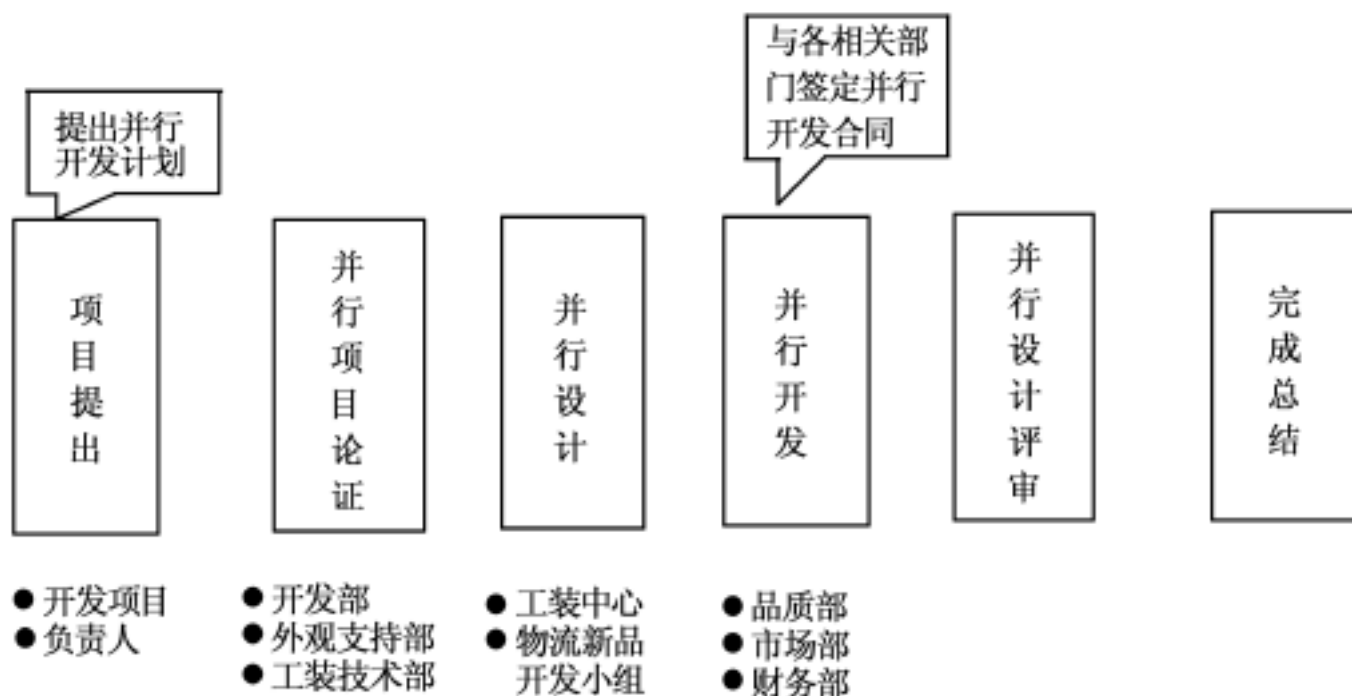 提出并行
开发计划
与各相关部
门签定并行
开发合同
项目提出
并行项目论证
并行设计
并行开发
并行设计评审
完成总结
● 开发项目
● 负责人
● 开发部
● 外观支持部
● 工装技术部
● 工装中心
● 物流新品
开发小组
● 品质部
● 市场部
● 财务部